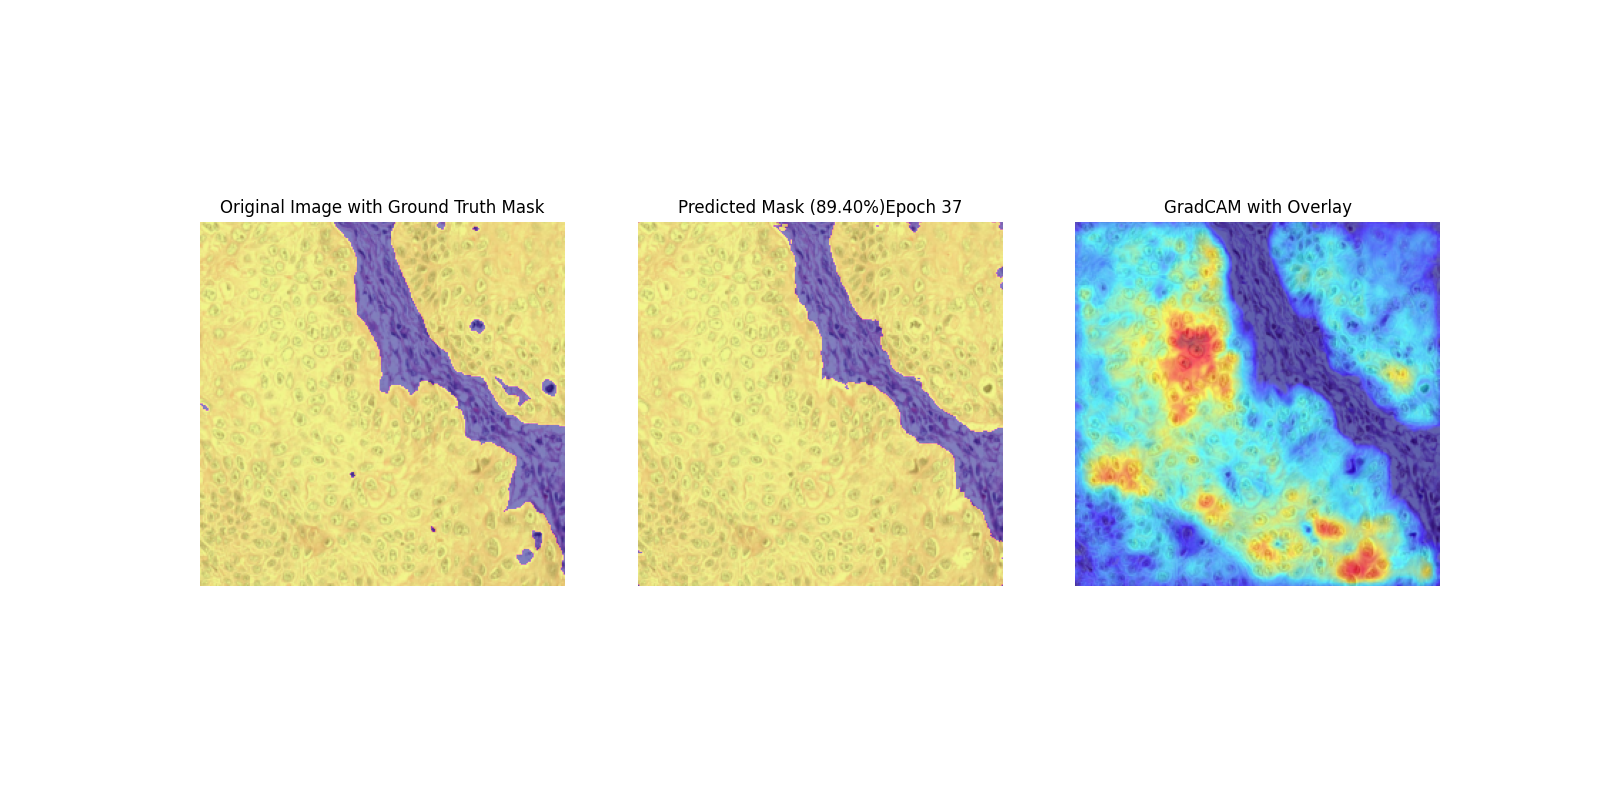 Original Image with Ground Truth Mask
Predicted Mask (89.40%)Epoch 37
GradCAM with Overlay